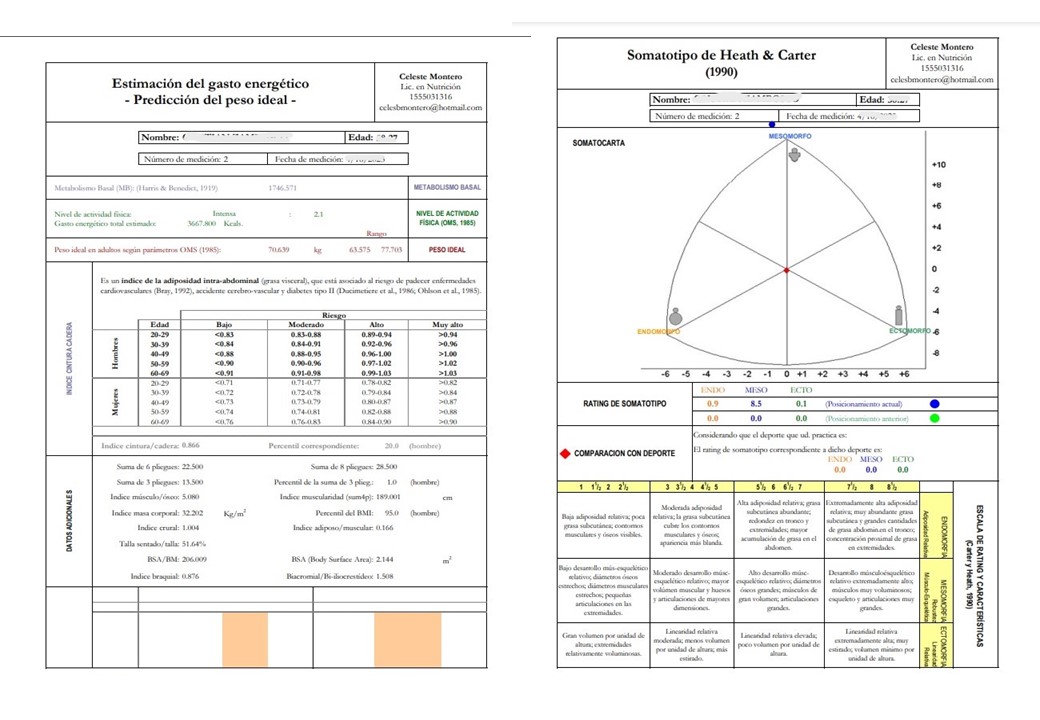 Estimación del gasto energético
- Predicción del peso ideal -
Celeste Montero
Lic. en Nutrición
1555031316
celesbmontero@hotmail.com
Nombre:
Edad:
Número de medición: 2
Fecha de medición:
Metabolismo Basal (MB): (Harris & Benedict, 1919) 1746.571 METABOLISMO BASAL
Nivel de actividad física: Intensa : 2.1
Gasto energético total estimado: 3667.800 Kcals.
NIVEL DE ACTIVIDAD
FÍSICA (OMS, 1985)
Rango
Peso ideal en adultos según parámetros OMS (1985): 70.639 kg 63.575 77.703 PESO IDEAL
INDICE CINTURA CADERA
Es un índice de la adiposidad intra-abdominal (grasa visceral), que está asociado al riesgo de padecer enfermedades
cardiovasculares (Bray, 1992), accidente cerebro-vascular y diabetes tipo II (Ducimetiere et al., 1986; Ohlson et al., 1985).
Riesgo
Edad Bajo Moderado Alto Muy alto
Hombres
20-29 <0.83 0.83-0.88 0.89-0.94 >0.94
30-39 <0.84 0.84-0.91 0.92-0.96 >0.96
40-49 <0.88 0.88-0.95 0.96-1.00 >1.00
50-59 <0.90 0.90-0.96 0.97-1.02 >1.02
60-69 <0.91 0.91-0.98 0.99-1.03 >1.03
Mujeres
20-29 <0.71 0.71-0.77 0.78-0.82 >0.82
30-39 <0.72 0.72-0.78 0.79-0.84 >0.84
40-49 <0.73 0.73-0.79 0.80-0.87 >0.87
50-59 <0.74 0.74-0.81 0.82-0.88 >0.88
60-69 <0.76 0.76-0.83 0.84-0.90 >0.90
Indice cintura/cadera: 0.866 Percentil correspondiente: 20.0 (hombre)
DATOS ADICIONALES
Suma de 6 pliegues: 22.500 Suma de 8 pliegues: 28.500
Suma de 3 pliegues: 13.500 Percentil de la suma de 3 plieg.: 1.0 (hombre)
Indice músculo/óseo: 5.080 Indice muscularidad (sum4p): 189.001 cm
Indice masa corporal: 32.202 Kg/m² Percentil del BMI: 95.0 (hombre)
Indice crural: 1.004 Indice adiposo/muscular: 0.166
Talla sentado/talla: 51.64%
BSA/BM: 206.009 BSA (Body Surface Area): 2.144 m²
Indice braquial: 0.876 Biacromial/Bi-iliocrestídeo: 1.508
Somatotipo de Heath & Carter
(1990)
Celeste Montero
Lic. en Nutrición
1555031316
celesbmontero@hotmail.com
Nombre:
Edad:
Número de medición: 2
Fecha de medición:
SOMATOCARTA
MESOMORFO
ENDOMORFO
ECTOMORFO
+10
+8
+6
+4
+2
0
-2
-4
-6
-8
-6 -5 -4 -3 -2 -1 0 +1 +2 +3 +4 +5 +6
ENDO MESO ECTO
RATING DE SOMATOTIPO
0.9 8.5 0.1 (Posicionamiento actual)
0.0 0.0 0.0 (Posicionamiento anterior)
COMPARACION CON DEPORTE
Considerando que el deporte que ud. practica es:
El rating de somatotipo correspondiente a dicho deporte es:
ENDO MESO ECTO
0.0 0.0 0.0
1 1½ 2 2½
3 3½ 4 4½ 5
5½ 6 6½ 7
7½ 8 8½
Baja adiposidad relativa; poca
grasa subcutánea; contornos
musculares y óseos visibles.
Moderada adiposidad
relativa; la grasa subcutánea
cubre los contornos
musculares y óseos;
apariencia más blanda.
Alta adiposidad relativa; grasa
subcutánea abundante;
redondez en tronco y
extremidades; mayor
acumulación de grasa en el
abdomen.
Extremadamente alta adiposidad
relativa; muy abundante grasa
subcutánea y grandes cantidades
de grasa abdomen.en el tronco;
concentración proximal de grasa
en extremidades.
ENDOMORFIA
Adiposidad Relativa
Bajo desarrollo mús-esquelético
relativo; diámetros óseos
estrechos; diámetros musculares
estrechos; pequeñas
articulaciones en las
extremidades.
Moderado desarrollo músc-
esquelético relativo; mayor
volúmen muscular y huesos
y articulaciones de mayores
dimensiones.
Alto desarrollo músc-
esquelético relativo; diámetros
óseos grandes; músculos de
gran volumen; articulaciones
grandes.
Desarrollo músculoesquelético
relativo extremadamente alto;
músculos muy voluminosos;
esqueleto y articulaciones muy
grandes.
MESOMORFIA
Robustez
Músculo-Esquelética
Gran volumen por unidad de
altura; extremidades
relativamente voluminosas.
Linearidad relativa
moderada; menos volumen
por unidad de altura; más
estirado.
Linearidad relativa elevada;
poco volumen por unidad de
altura.
Linearidad relativa
extremadamente alta; muy
estirado; volumen mínimo por
unidad de altura.
ECTOMORFIA
Linearidad
Relativa
ESCALA DE RATING Y CARACTERÍSTICAS
(Carter y Heath, 1990)